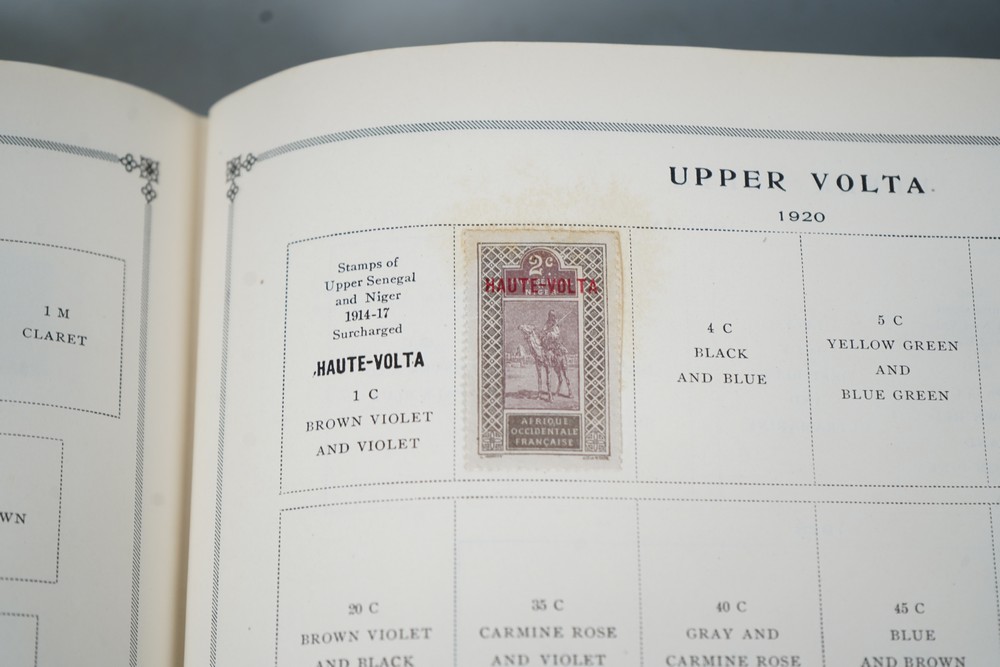 1 M
CLARET
WN
UPPER VOLTA
1920
Stamps of
Upper Senegal
and Niger
1914-17
Surcharged
HAUTE-VOLTA
1 C
BROWN VIOLET
AND VIOLET
2c
HAUTE-VOLTA
AFRIQUE
OCCIDENTALE
FRANÇAISE
4 C
BLACK
AND BLUE
5 C
YELLOW GREEN
AND
BLUE GREEN
20 C
BROWN VIOLET
AND BLACK
35 C
CARMINE ROSE
AND VIOLET
40 C
GRAY AND
CARMINE ROSE
45 C
BLUE
AND BROWN